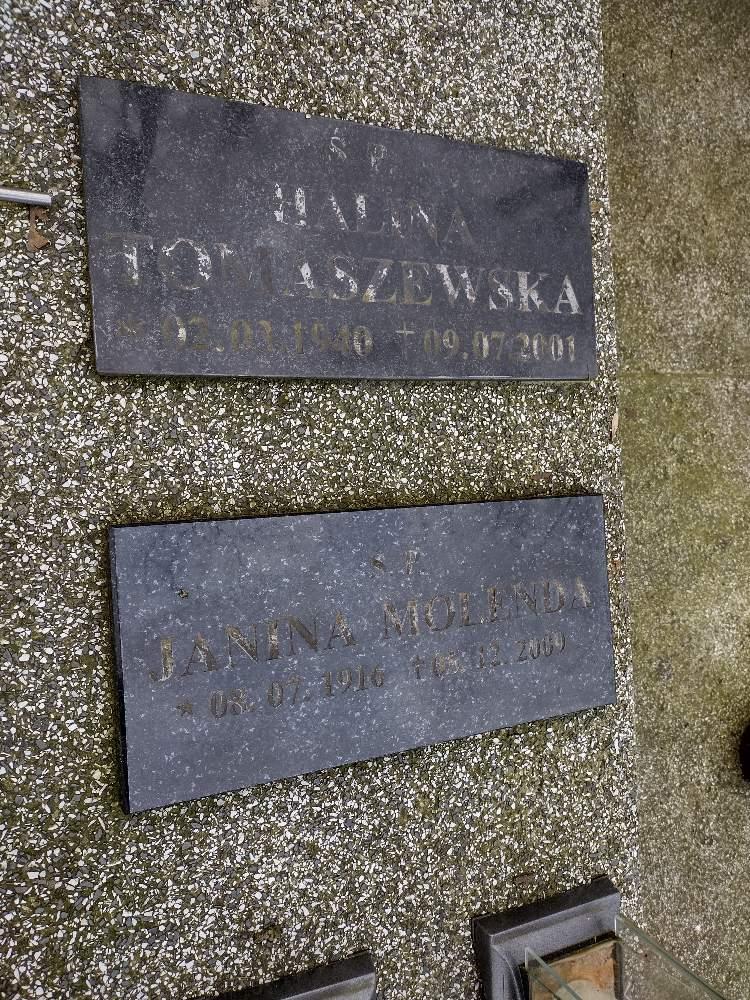 Ś P.
HALINA
TOMASZEWSKA
* 02.03.1940 † 09.07.2001
Ś P.
JANINA MOLENDA
* 08.07.1916 † 05.12.2009